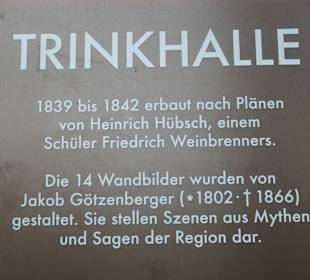 TRINKHALLE
1839 bis 1842 erbaut nach Plänen
von Heinrich Hübsch, einem
Schüler Friedrich Weinbrenners.
Die 14 Wandbilder wurden von
Jakob Götzenberger (*1802 · † 1866)
gestaltet. Sie stellen Szenen aus Mythen
und Sagen der Region dar.